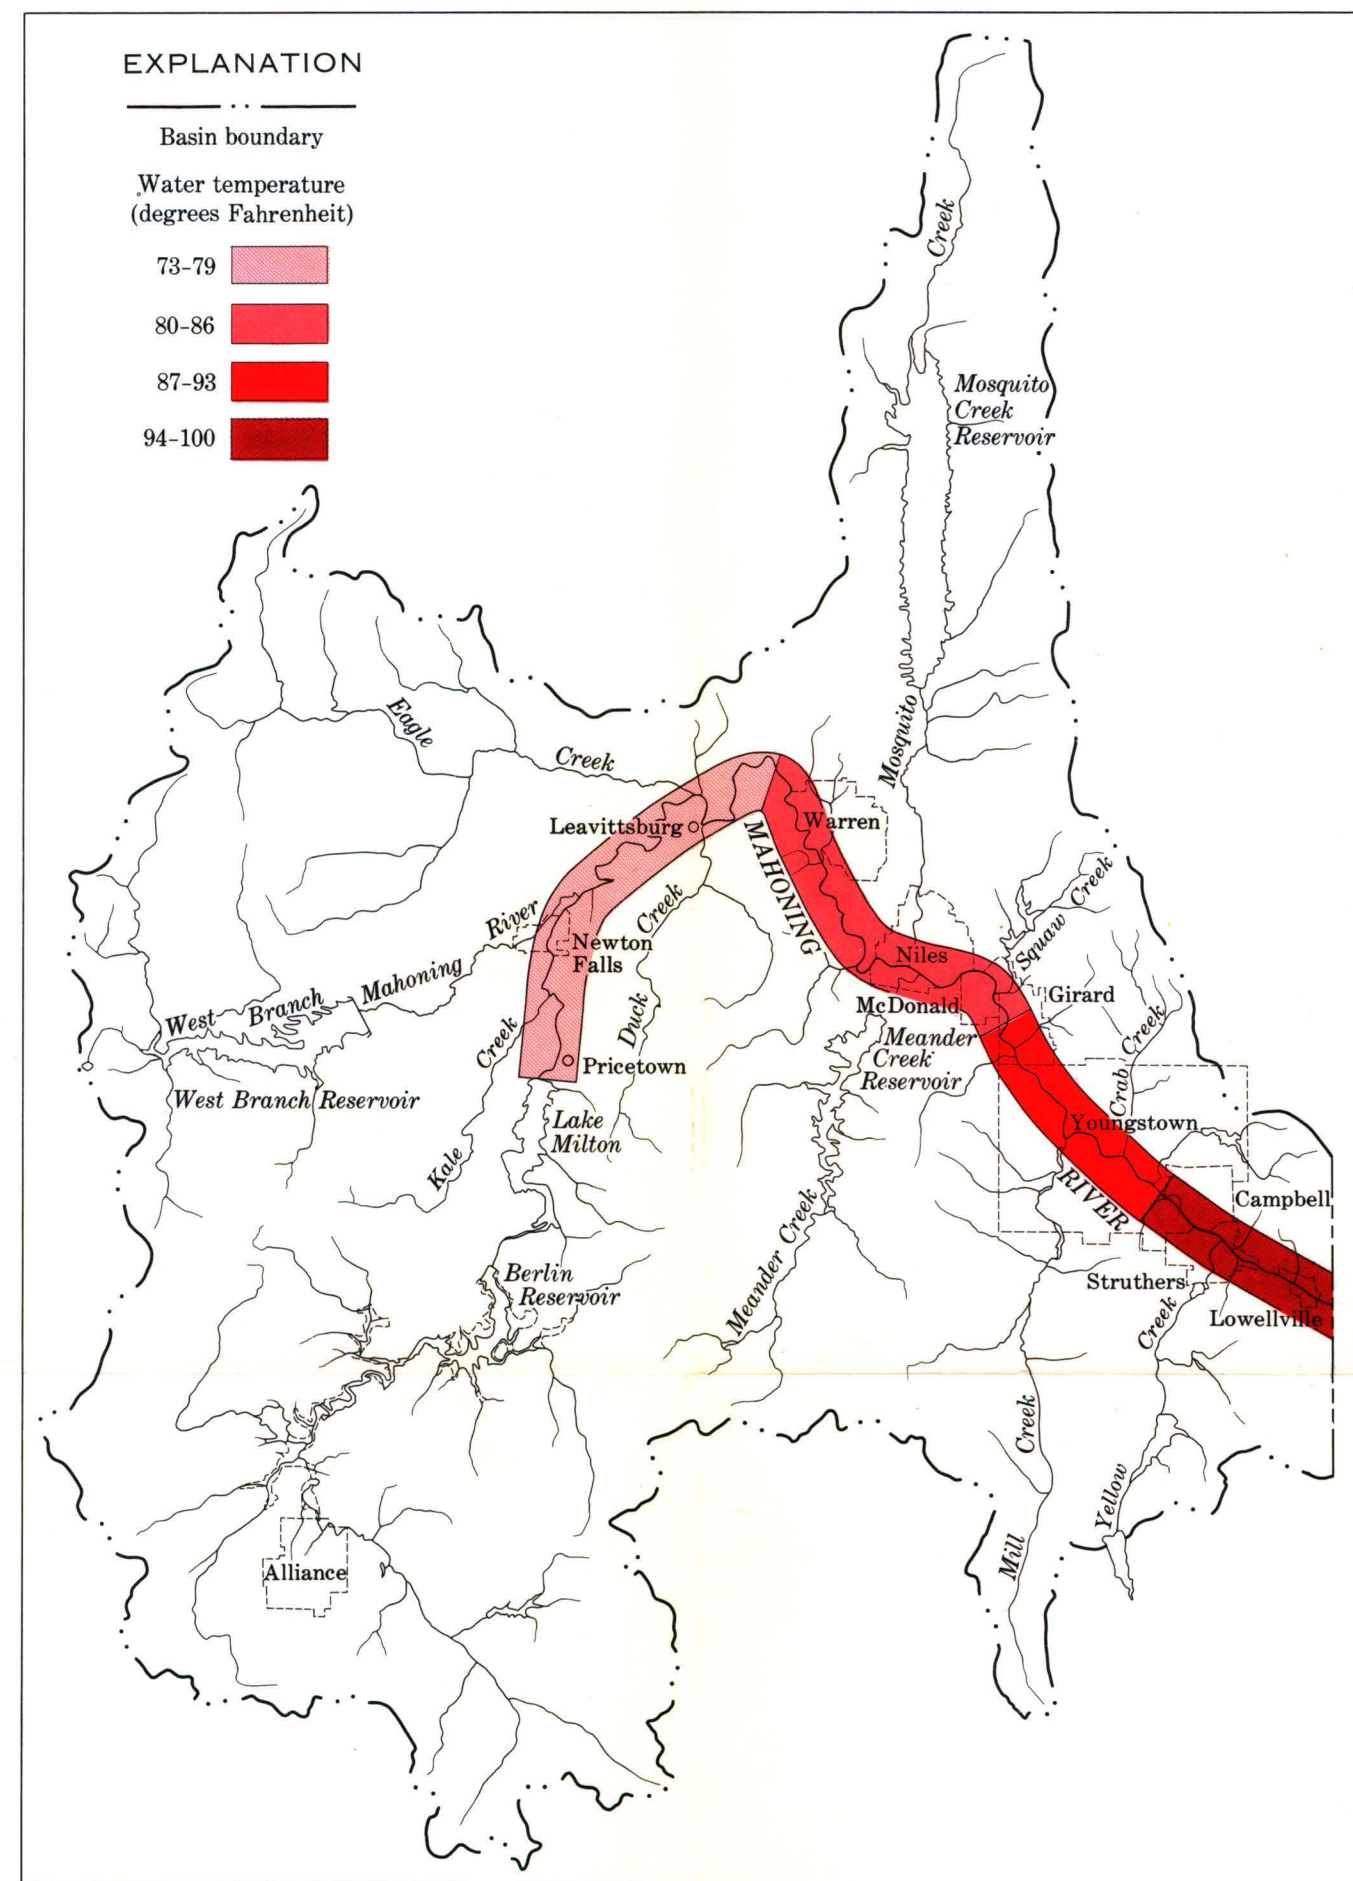 EXPLANATION
Basin boundary
Water temperature
(degrees Fahrenheit)
73-79
80-86
87-93
94-100
Creek
Mosquito
Creek
Reservoir
Mosquito
Eagle
Creek
Leavittsburg
Warren
MAHONING
Creek
Squaw Creek
River
Newton
Falls
Niles
Mahoning
West Branch
Duck
McDonald
Girard
Creek
Meander
Creek
Reservoir
Creek
Pricetown
Crab
West Branch Reservoir
Lake
Milton
Youngstown
Kale
RIVER
Campbell
Meander Creek
Berlin
Reservoir
Struthers
Lowellville
Creek
Creek
Yellow
Mill
Alliance